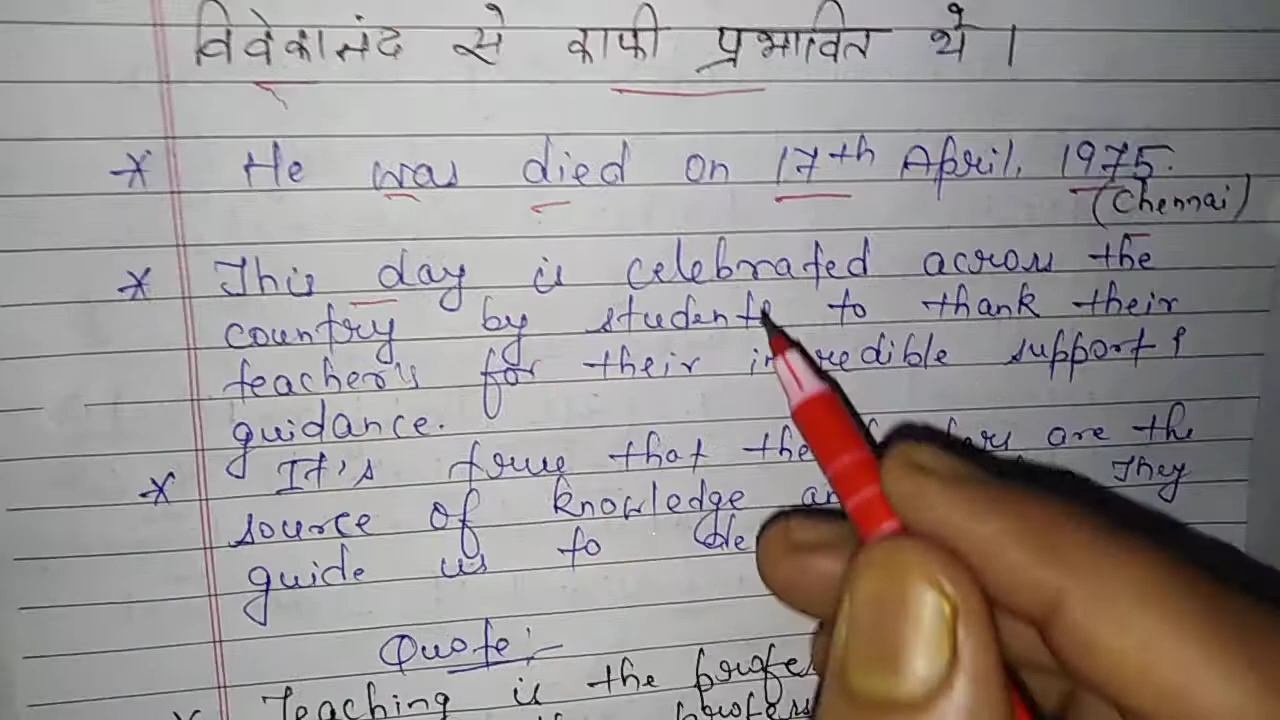 विवेकानंद से काफी प्रभावित थे ।
* He was died on 17th April, 1975.
(Chennai)
* This day is celebrated across the
country by students to thank their
teacher's for their incredible support &
guidance.
* It's true that the are the
source of knowledge They
guide us to
Quote :-
Teaching is the